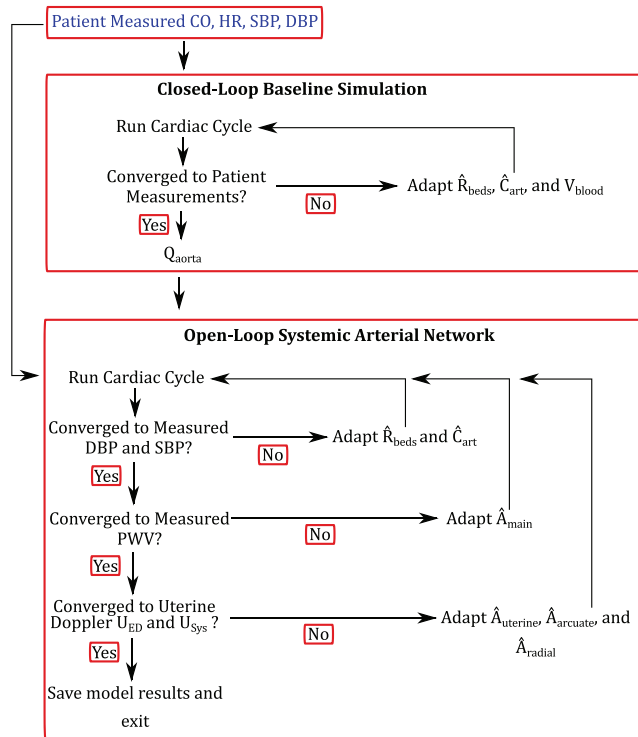 Patient Measured CO, HR, SBP, DBP
Closed-Loop Baseline Simulation
Run Cardiac Cycle
Converged to Patient
Measurements?
No
Adapt R̂beds, Ĉart, and Vblood
Yes
Qaorta
Open-Loop Systemic Arterial Network
Run Cardiac Cycle
Converged to Measured
DBP and SBP?
No
Adapt R̂beds and Ĉart
Yes
Converged to Measured
PWV?
No
Adapt Âmain
Yes
Converged to Uterine
Doppler UED and USys ?
No
Adapt Âuterine, Âarcuate, and
Âradial
Yes
Save model results and
exit